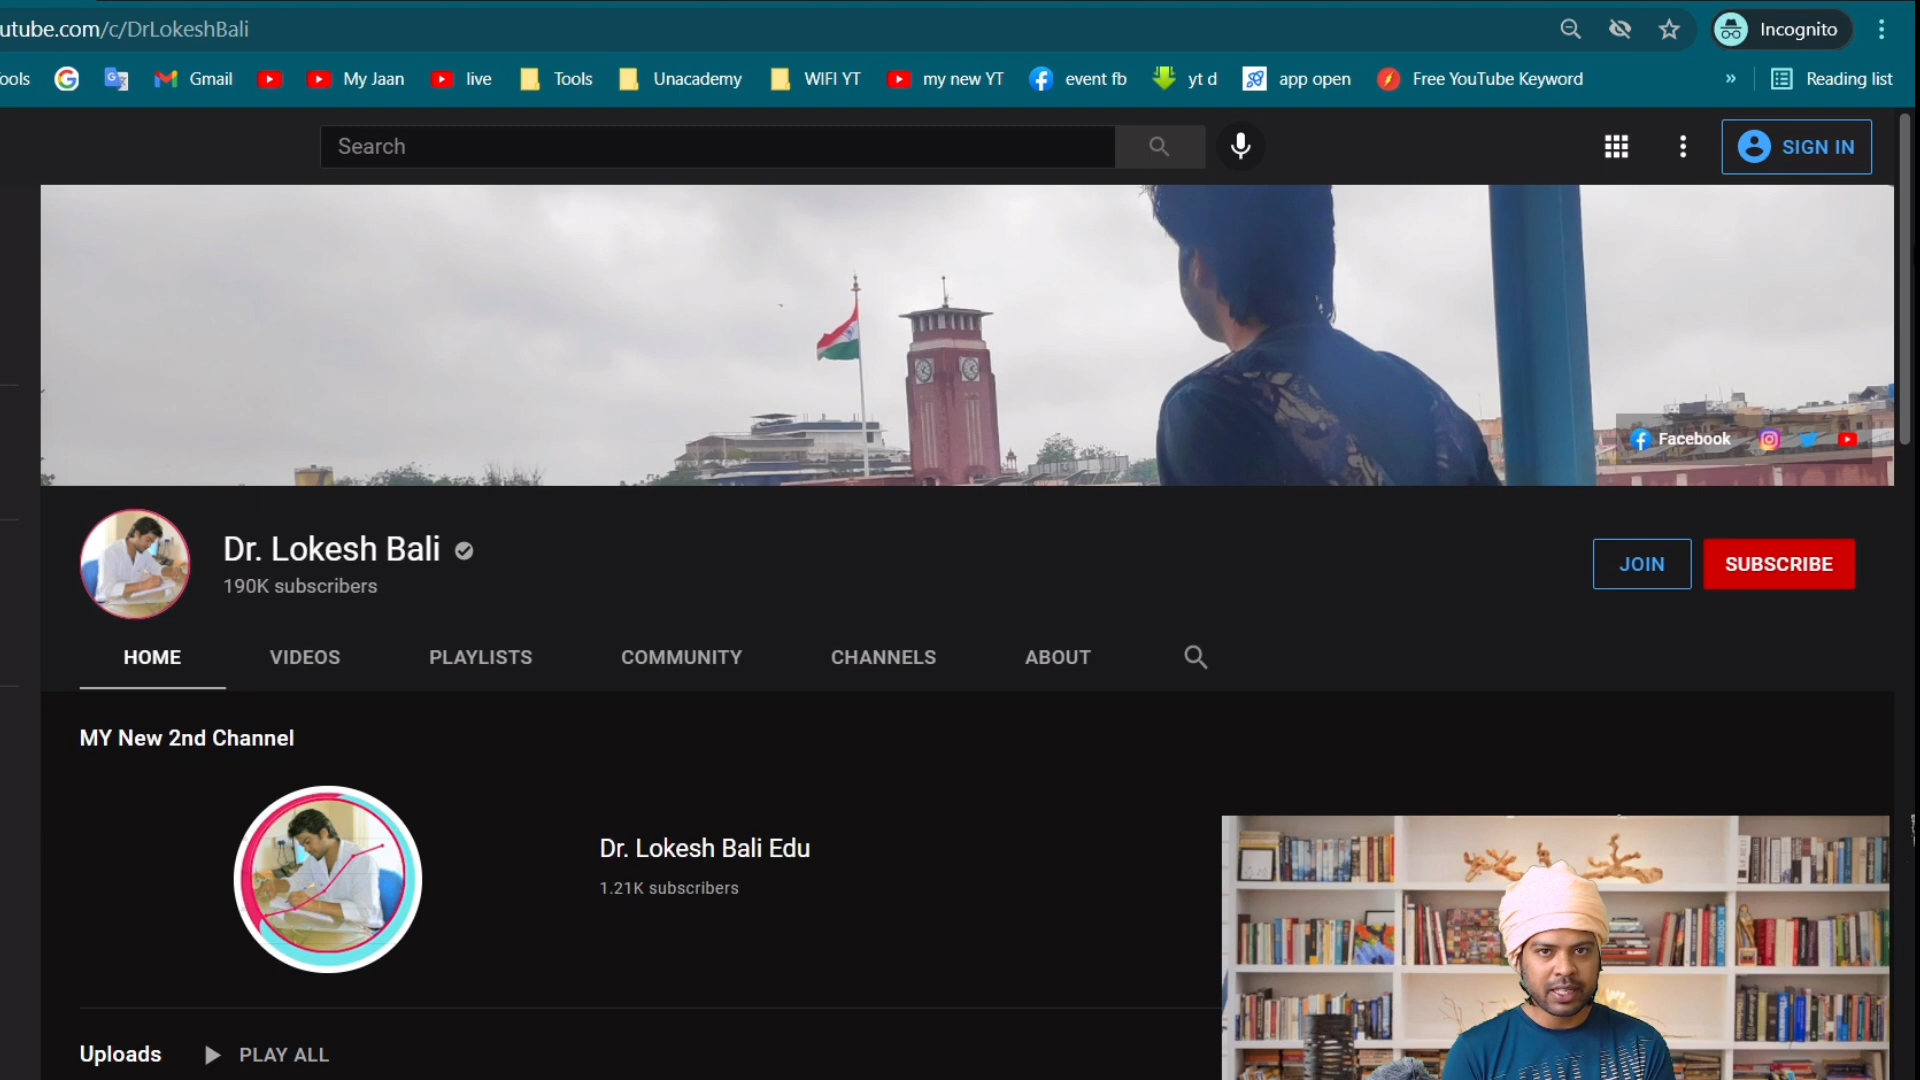 utube.com/c/DrLokeshBali
Incognito
ools
Gmail
My Jaan
live
Tools
Unacademy
WIFI YT
my new YT
event fb
yt d
app open
Free YouTube Keyword
»
Reading list
Search
SIGN IN
Facebook
Dr. Lokesh Bali
190K subscribers
JOIN
SUBSCRIBE
HOME
VIDEOS
PLAYLISTS
COMMUNITY
CHANNELS
ABOUT
MY New 2nd Channel
Dr. Lokesh Bali Edu
1.21K subscribers
Uploads
PLAY ALL